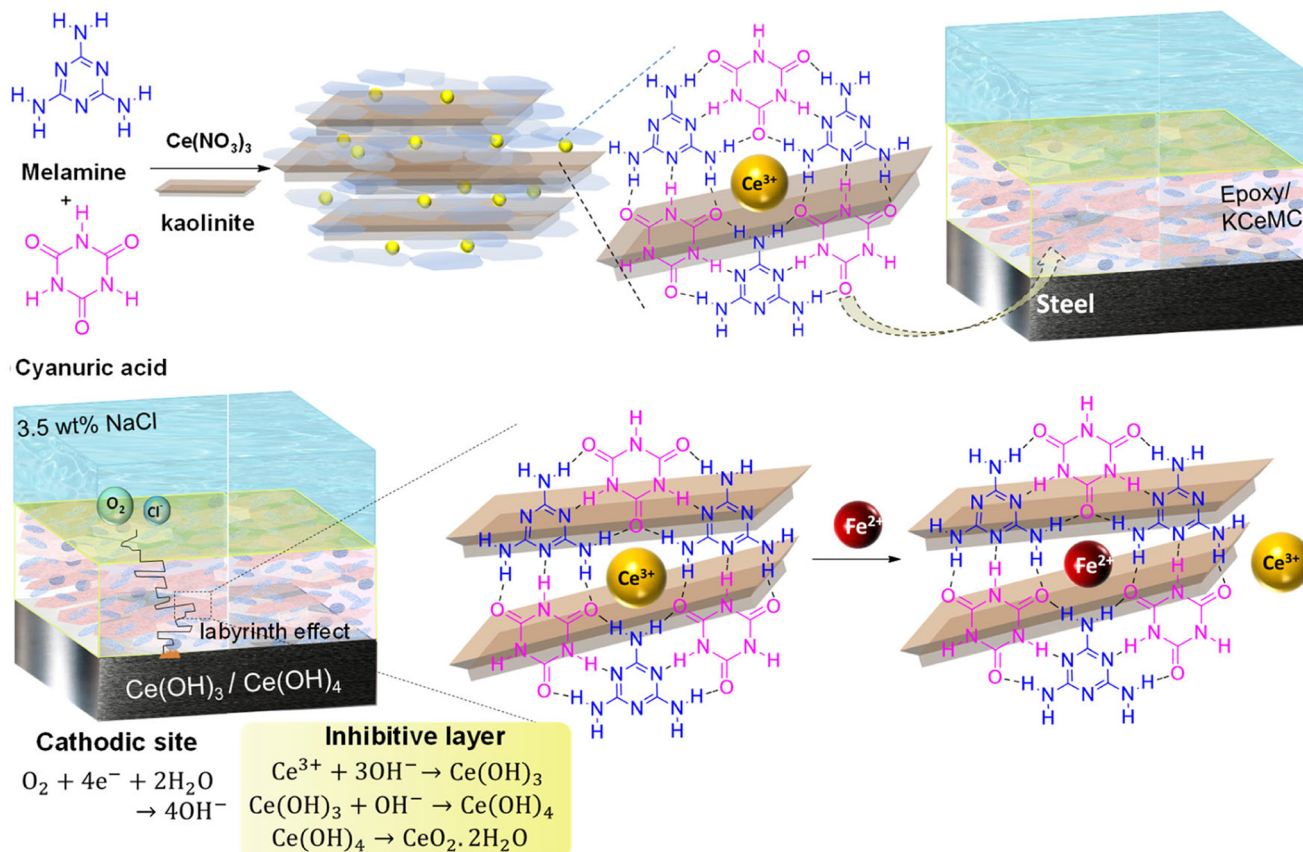 Melamine
+
Cyanuric acid
Ce(NO₃)₃
kaolinite
Ce³⁺
Epoxy/
KCeMC
Steel
3.5 wt% NaCl
O₂
Cl⁻
labyrinth effect
Ce(OH)₃ / Ce(OH)₄
Ce³⁺
Fe²⁺
Fe²⁺
Ce³⁺
Cathodic site
O₂ + 4e⁻ + 2H₂O
→ 4OH⁻
Inhibitive layer
Ce³⁺ + 3OH⁻ → Ce(OH)₃
Ce(OH)₃ + OH⁻ → Ce(OH)₄
Ce(OH)₄ → CeO₂. 2H₂O